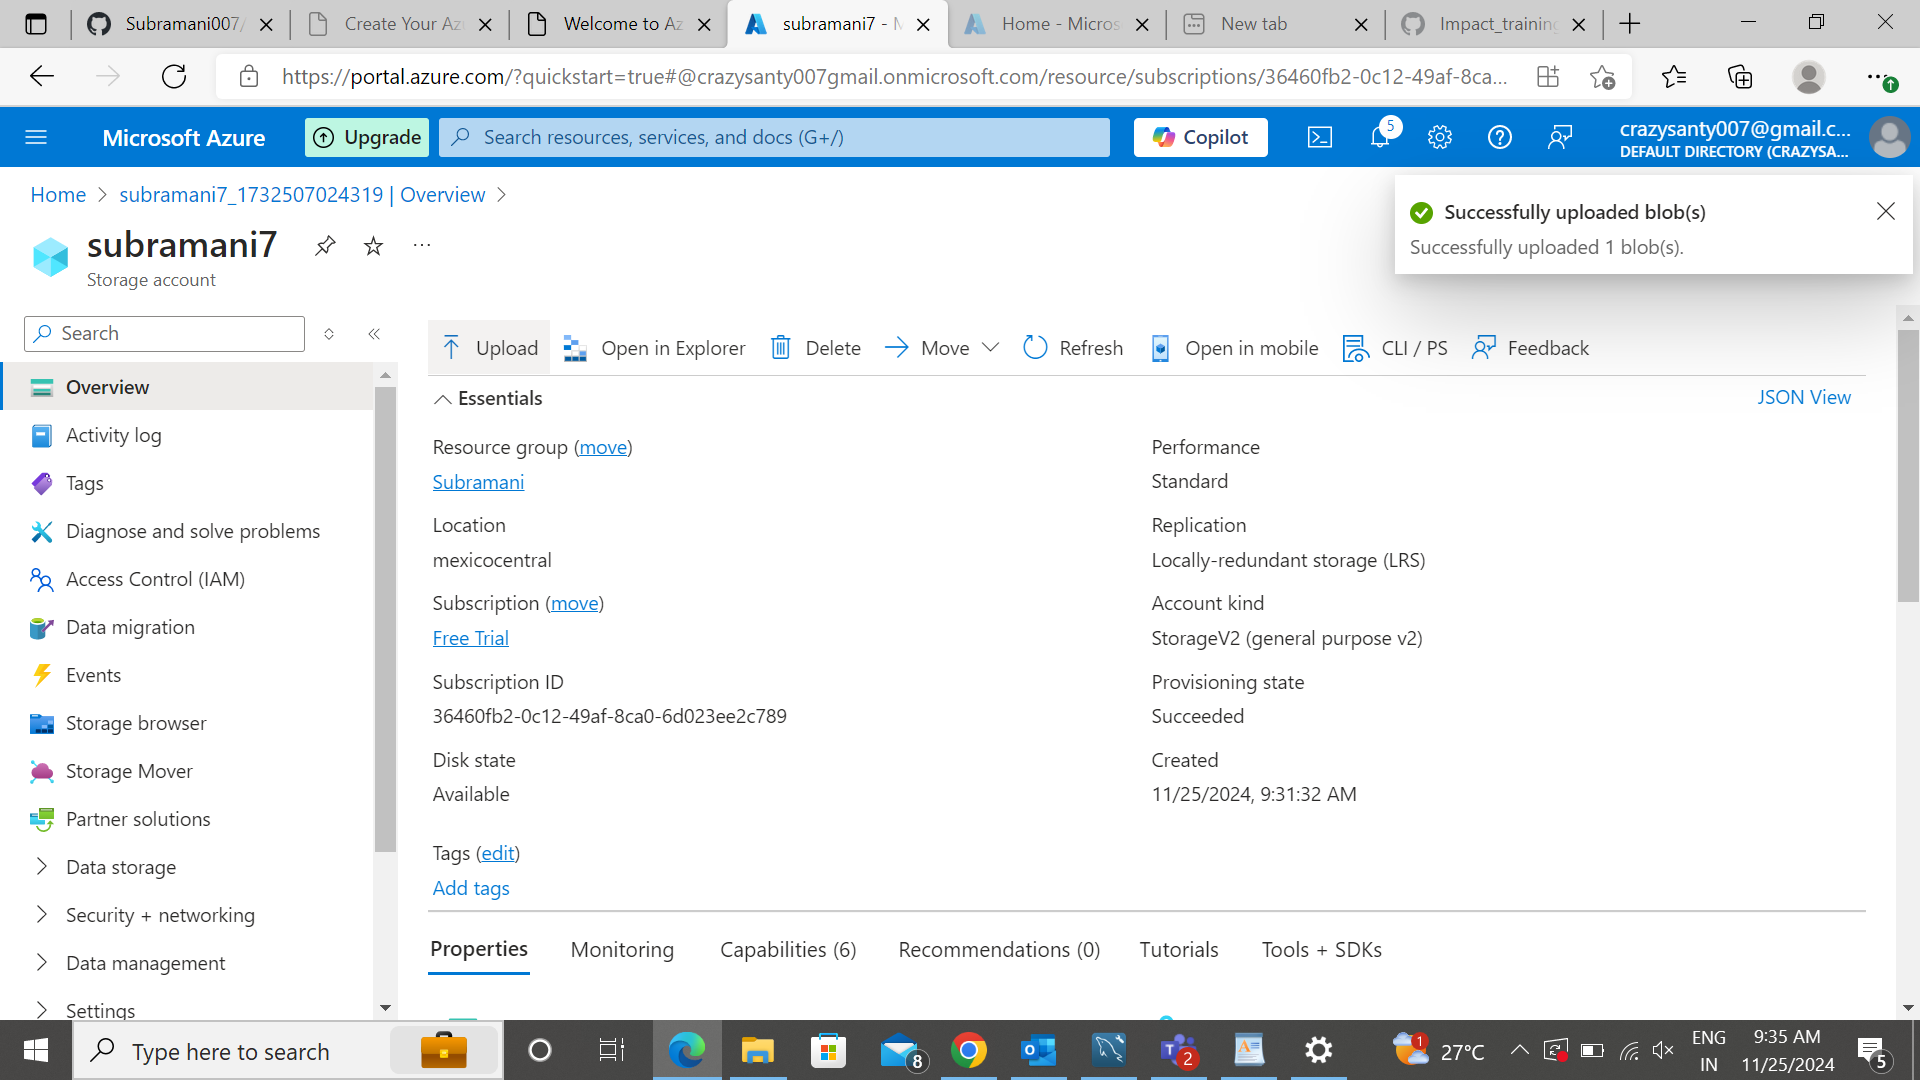 Subramani007/
Create Your Az
Welcome to Az
subramani7 - M
Home - Micros
New tab
Impact_training
https://portal.azure.com/?quickstart=true#@crazysanty007gmail.onmicrosoft.com/resource/subscriptions/36460fb2-0c12-49af-8ca...
Microsoft Azure
Upgrade
Search resources, services, and docs (G+/)
Copilot
5
crazysanty007@gmail.c...
DEFAULT DIRECTORY (CRAZYSA...
Home > subramani7_1732507024319 | Overview >
subramani7
Storage account
Successfully uploaded blob(s)
Successfully uploaded 1 blob(s).
Search
Overview
Activity log
Tags
Diagnose and solve problems
Access Control (IAM)
Data migration
Events
Storage browser
Storage Mover
Partner solutions
Data storage
Security + networking
Data management
Settings
Upload
Open in Explorer
Delete
Move
Refresh
Open in mobile
CLI / PS
Feedback
Essentials
JSON View
Resource group (move)
Subramani
Location
mexicocentral
Subscription (move)
Free Trial
Subscription ID
36460fb2-0c12-49af-8ca0-6d023ee2c789
Disk state
Available
Performance
Standard
Replication
Locally-redundant storage (LRS)
Account kind
StorageV2 (general purpose v2)
Provisioning state
Succeeded
Created
11/25/2024, 9:31:32 AM
Tags (edit)
Add tags
Properties
Monitoring
Capabilities (6)
Recommendations (0)
Tutorials
Tools + SDKs
Type here to search
8
2
1
27°C
ENG
IN
9:35 AM
11/25/2024
5